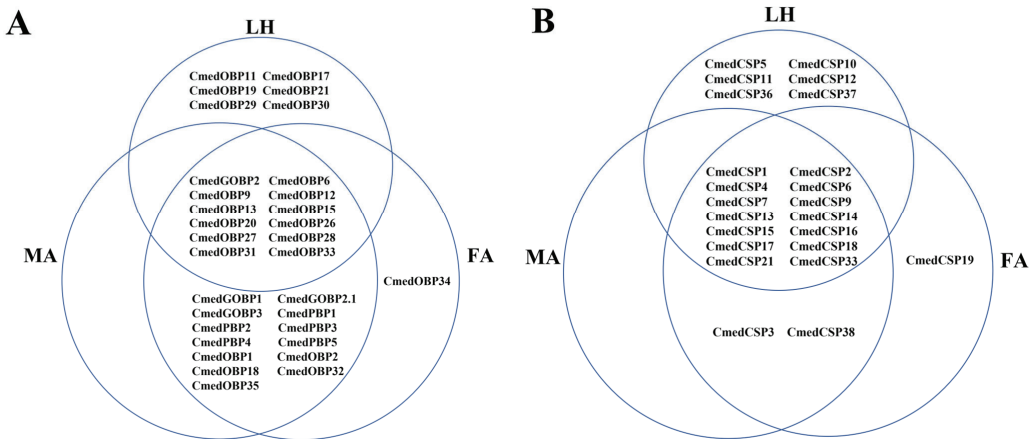 A
LH
CmedOBP11 CmedOBP17
CmedOBP19 CmedOBP21
CmedOBP29 CmedOBP30
CmedGOBP2 CmedOBP6
CmedOBP9 CmedOBP12
CmedOBP13 CmedOBP15
CmedOBP20 CmedOBP26
CmedOBP27 CmedOBP28
CmedOBP31 CmedOBP33
MA
FA
CmedOBP34
CmedGOBP1 CmedGOBP2.1
CmedGOBP3 CmedPBP1
CmedPBP2 CmedPBP3
CmedPBP4 CmedPBP5
CmedOBP1 CmedOBP2
CmedOBP18 CmedOBP32
CmedOBP35
B
LH
CmedCSP5 CmedCSP10
CmedCSP11 CmedCSP12
CmedCSP36 CmedCSP37
CmedCSP1 CmedCSP2
CmedCSP4 CmedCSP6
CmedCSP7 CmedCSP9
CmedCSP13 CmedCSP14
CmedCSP15 CmedCSP16
CmedCSP17 CmedCSP18
CmedCSP21 CmedCSP33
MA
FA
CmedCSP19
CmedCSP3 CmedCSP38